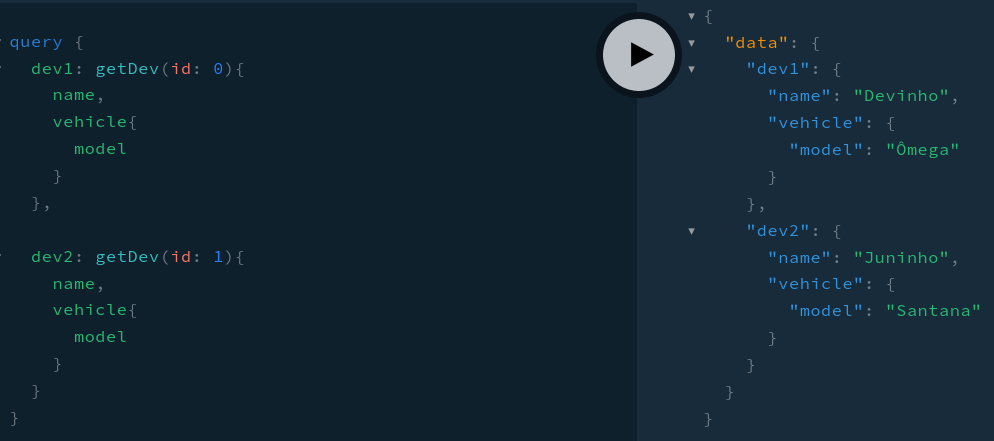 query {
dev1: getDev(id: 0){
name,
vehicle{
model
}
},
dev2: getDev(id: 1){
name,
vehicle{
model
}
}
}
{
"data": {
"dev1": {
"name": "Devinho",
"vehicle": {
"model": "Ômega"
}
},
"dev2": {
"name": "Juninho",
"vehicle": {
"model": "Santana"
}
}
}
}